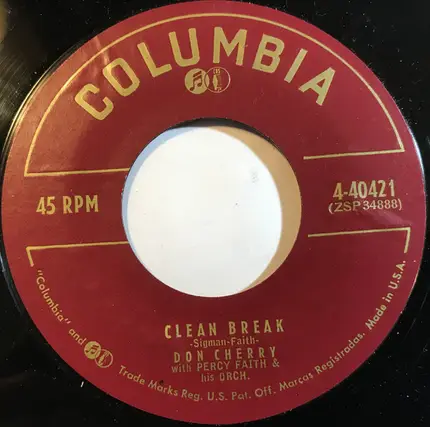 COLUMBIA
45 RPM
4-40421
(ZSP 34888)
CLEAN BREAK
-Sigman-Faith-
DON CHERRY
with PERCY FAITH &
his ORCH.
"Columbia" and Trade Marks Reg. U.S. Pat. Off. Marcas Registradas. Made in U.S.A.